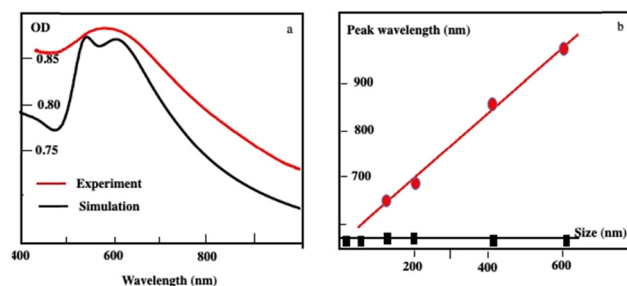 OD
a
0.85
0.80
0.75
Experiment
Simulation
400
600
800
Wavelength (nm)
b
Peak wavelength (nm)
900
800
700
Size (nm)
200
400
600